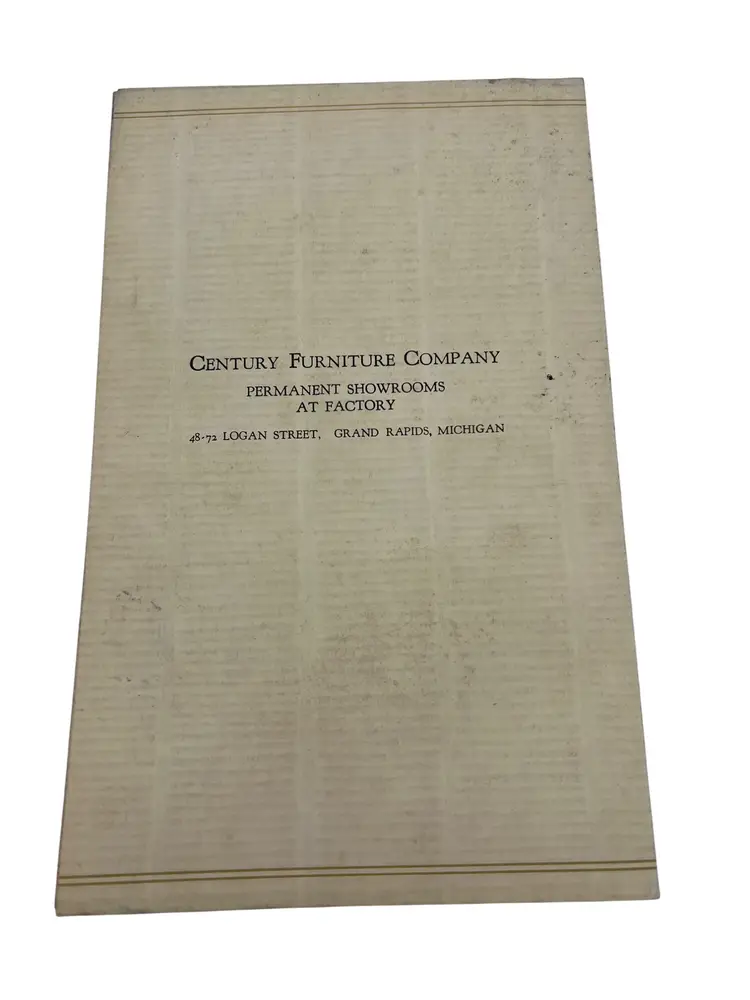 CENTURY FURNITURE COMPANY
PERMANENT SHOWROOMS
AT FACTORY
48-72 LOGAN STREET, GRAND RAPIDS, MICHIGAN